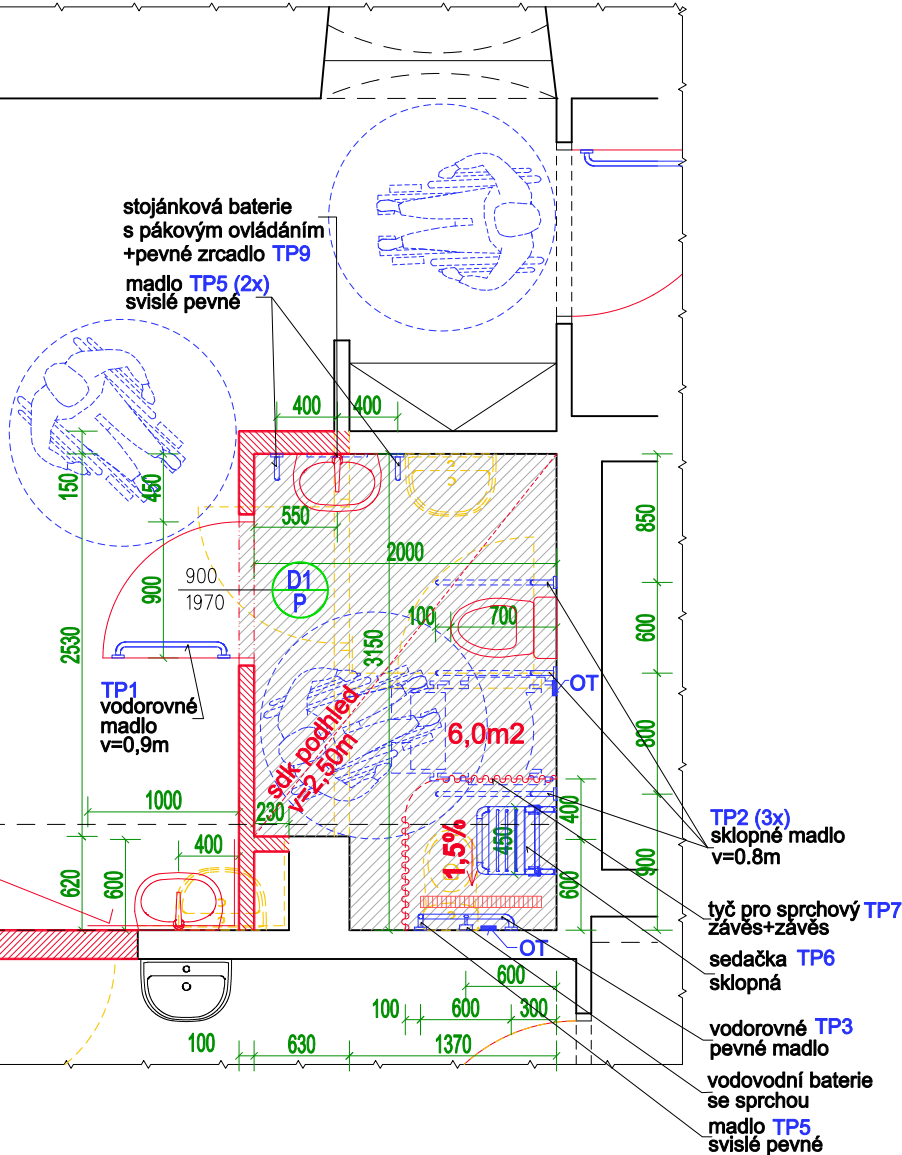 stojánková baterie
s pákovým ovládáním
+pevné zrcadlo TP9
madlo TP5 (2x)
svislé pevné
400
400
150
450
550
2000
850
900
1970
D1
P
900
100
700
600
2530
3150
OT
TP1
vodorovné
madlo
v=0,9m
sdk podhled
v=2,50m
6,0m2
800
1000
230
400
TP2 (3x)
sklopné madlo
v=0.8m
400
1,5%
450
620
600
600
900
tyč pro sprchový TP7
závěs+závěs
OT
sedačka TP6
sklopná
600
100
600
300
vodorovné TP3
pevné madlo
100
630
1370
vodovodní baterie
se sprchou
madlo TP5
svislé pevné